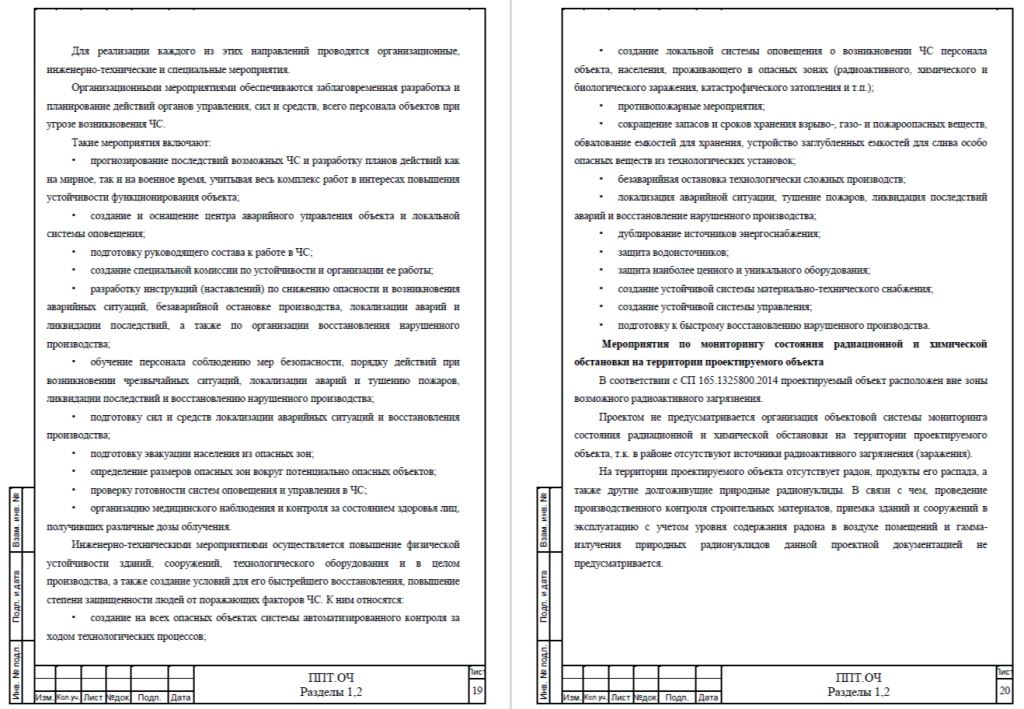 Для реализации каждого из этих направлений проводятся организационные,
инженерно-технические и специальные мероприятия.
Организационными мероприятиями обеспечиваются заблаговременная разработка и
планирование действий органов управления, сил и средств, всего персонала объектов при
угрозе возникновения ЧС.
Такие мероприятия включают:
• прогнозирование последствий возможных ЧС и разработку планов действий как
на мирное, так и на военное время, учитывая весь комплекс работ в интересах повышения
устойчивости функционирования объекта;
• создание и оснащение центра аварийного управления объекта и локальной
системы оповещения;
• подготовку руководящего состава к работе в ЧС;
• создание специальной комиссии по устойчивости и организации ее работы;
• разработку инструкций (наставлений) по снижению опасности и возникновения
аварийных ситуаций, безаварийной остановке производства, локализации аварий и
ликвидации последствий, а также по организации восстановления нарушенного
производства;
• обучение персонала соблюдению мер безопасности, порядку действий при
возникновении чрезвычайных ситуаций, локализации аварий и тушению пожаров,
ликвидации последствий и восстановлению нарушенного производства;
• подготовку сил и средств локализации аварийных ситуаций и восстановления
производства;
• подготовку эвакуации населения из опасных зон;
• определение размеров опасных зон вокруг потенциально опасных объектов;
• проверку готовности систем оповещения и управления в ЧС;
• организацию медицинского наблюдения и контроля за состоянием здоровья лиц,
получивших различные дозы облучения.
Инженерно-техническими мероприятиями осуществляется повышение физической
устойчивости зданий, сооружений, технологического оборудования и в целом
производства, а также создание условий для его быстрейшего восстановления, повышение
степени защищенности людей от поражающих факторов ЧС. К ним относятся:
• создание на всех опасных объектах системы автоматизированного контроля за
ходом технологических процессов;
Взам. инв. №
Подп. и дата
Инв. № подл.
Изм. Кол.уч. Лист №док. Подп. Дата
ППТ.ОЧ
Разделы 1,2
Лист
19
• создание локальной системы оповещения о возникновении ЧС персонала
объекта, населения, проживающего в опасных зонах (радиоактивного, химического и
биологического заражения, катастрофического затопления и т.п.);
• противопожарные мероприятия;
• сокращение запасов и сроков хранения взрыво-, газо- и пожароопасных веществ,
обвалование емкостей для хранения, устройство заглубленных емкостей для слива особо
опасных веществ из технологических установок;
• безаварийная остановка технологически сложных производств;
• локализация аварийной ситуации, тушение пожаров, ликвидация последствий
аварий и восстановление нарушенного производства;
• дублирование источников энергоснабжения;
• защита водоисточников;
• защита наиболее ценного и уникального оборудования;
• создание устойчивой системы материально-технического снабжения;
• создание устойчивой системы управления;
• подготовку к быстрому восстановлению нарушенного производства.
Мероприятия по мониторингу состояния радиационной и химической
обстановки на территории проектируемого объекта
В соответствии с СП 165.1325800.2014 проектируемый объект расположен вне зоны
возможного радиоактивного загрязнения.
Проектом не предусматривается организация объектовой системы мониторинга
состояния радиационной и химической обстановки на территории проектируемого
объекта, т.к. в районе отсутствуют источники радиоактивного загрязнения (заражения).
На территории проектируемого объекта отсутствует радон, продукты его распада, а
также другие долгоживущие природные радионуклиды. В связи с чем, проведение
производственного контроля строительных материалов, приемка зданий и сооружений в
эксплуатацию с учетом уровня содержания радона в воздухе помещений и гамма-
излучения природных радионуклидов данной проектной документацией не
предусматривается.
Взам. инв. №
Подп. и дата
Инв. № подл.
Изм. Кол.уч. Лист №док. Подп. Дата
ППТ.ОЧ
Разделы 1,2
Лист
20